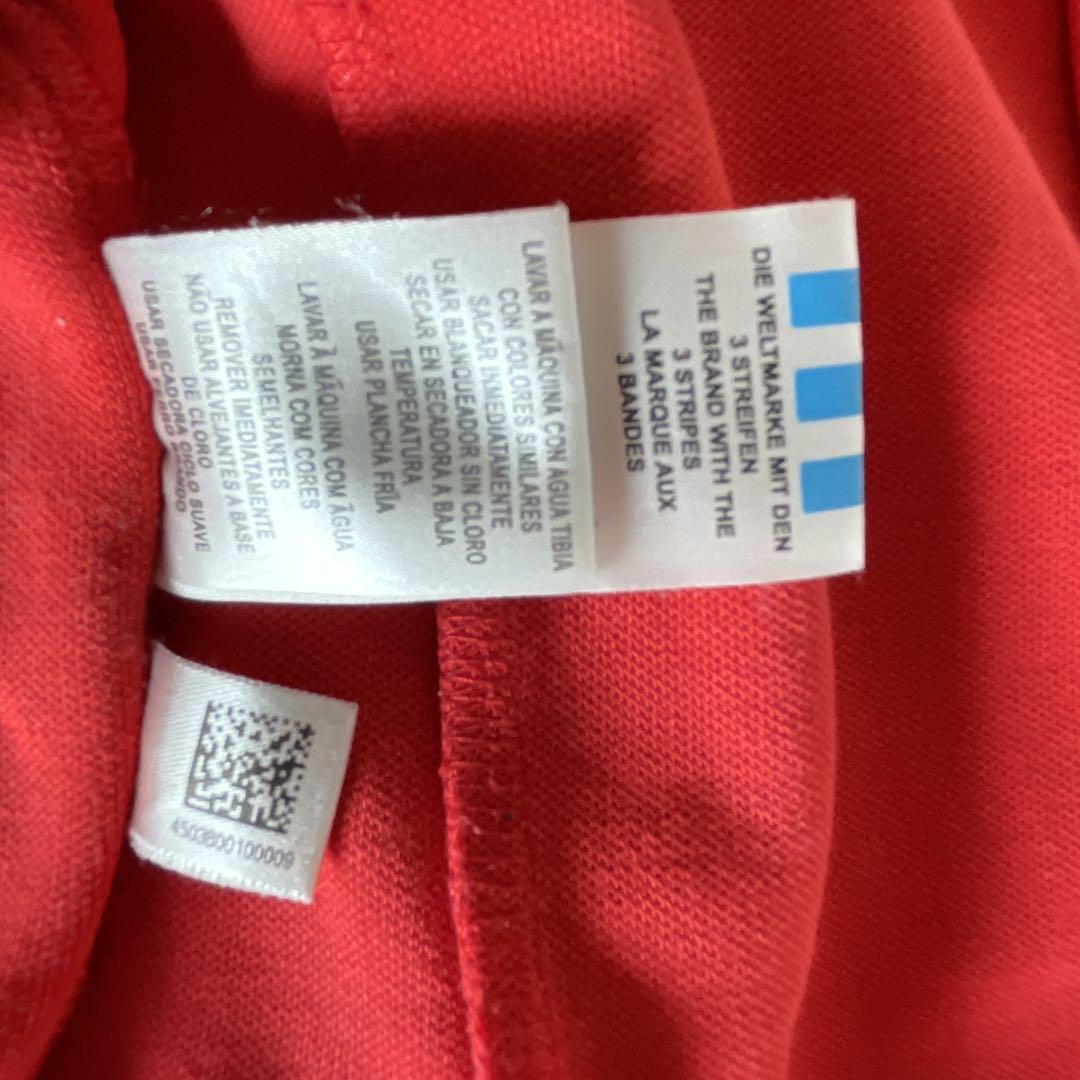 DIE WELTMARKE MIT DEN
3 STREIFEN
THE BRAND WITH THE
3 STRIPES
LA MARQUE AUX
3 BANDES
LAVAR A MÁQUINA CON AGUA TIBIA
CON COLORES SIMILARES
SACAR INMEDIATAMENTE
USAR BLANQUEADOR SIN CLORO
SECAR EN SECADORA A BAJA
TEMPERATURA
USAR PLANCHA FRÍA
LAVAR À MÁQUINA COM ÁGUA
MORNA COM CORES
SEMELHANTES
REMOVER IMEDIATAMENTE
NÃO USAR ALVEJANTES A BASE
DE CLORO
USAR SECADORA CICLO SUAVE
USAR FERRO
4503800100009